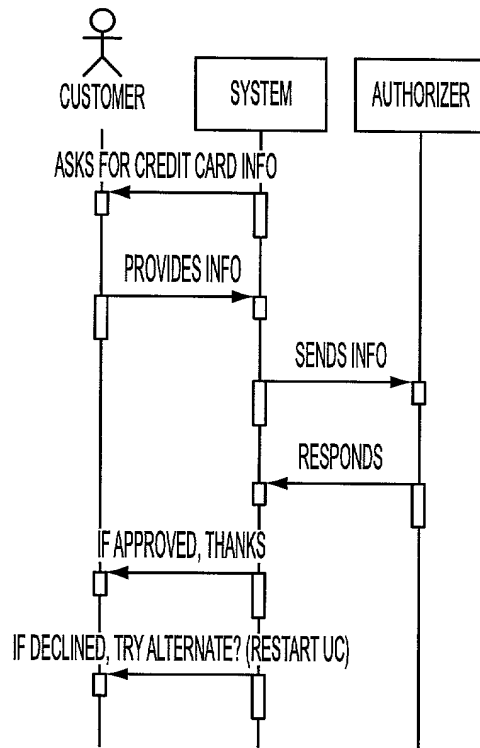 CUSTOMER
SYSTEM
AUTHORIZER
ASKS FOR CREDIT CARD INFO
PROVIDES INFO
SENDS INFO
RESPONDS
IF APPROVED, THANKS
IF DECLINED, TRY ALTERNATE? (RESTART UC)